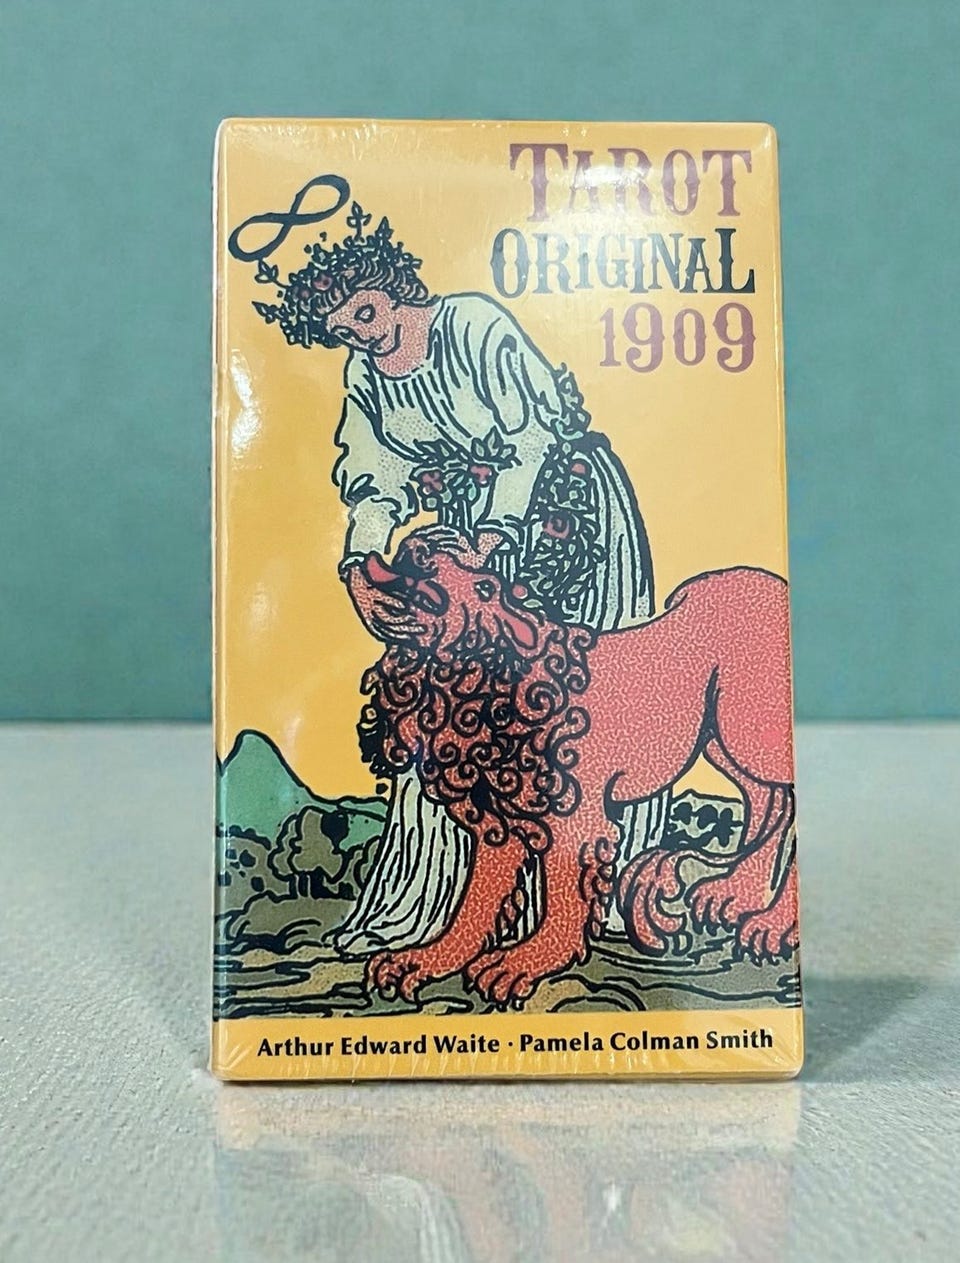 TAROT
ORIGINAL
1909
Arthur Edward Waite · Pamela Colman Smith